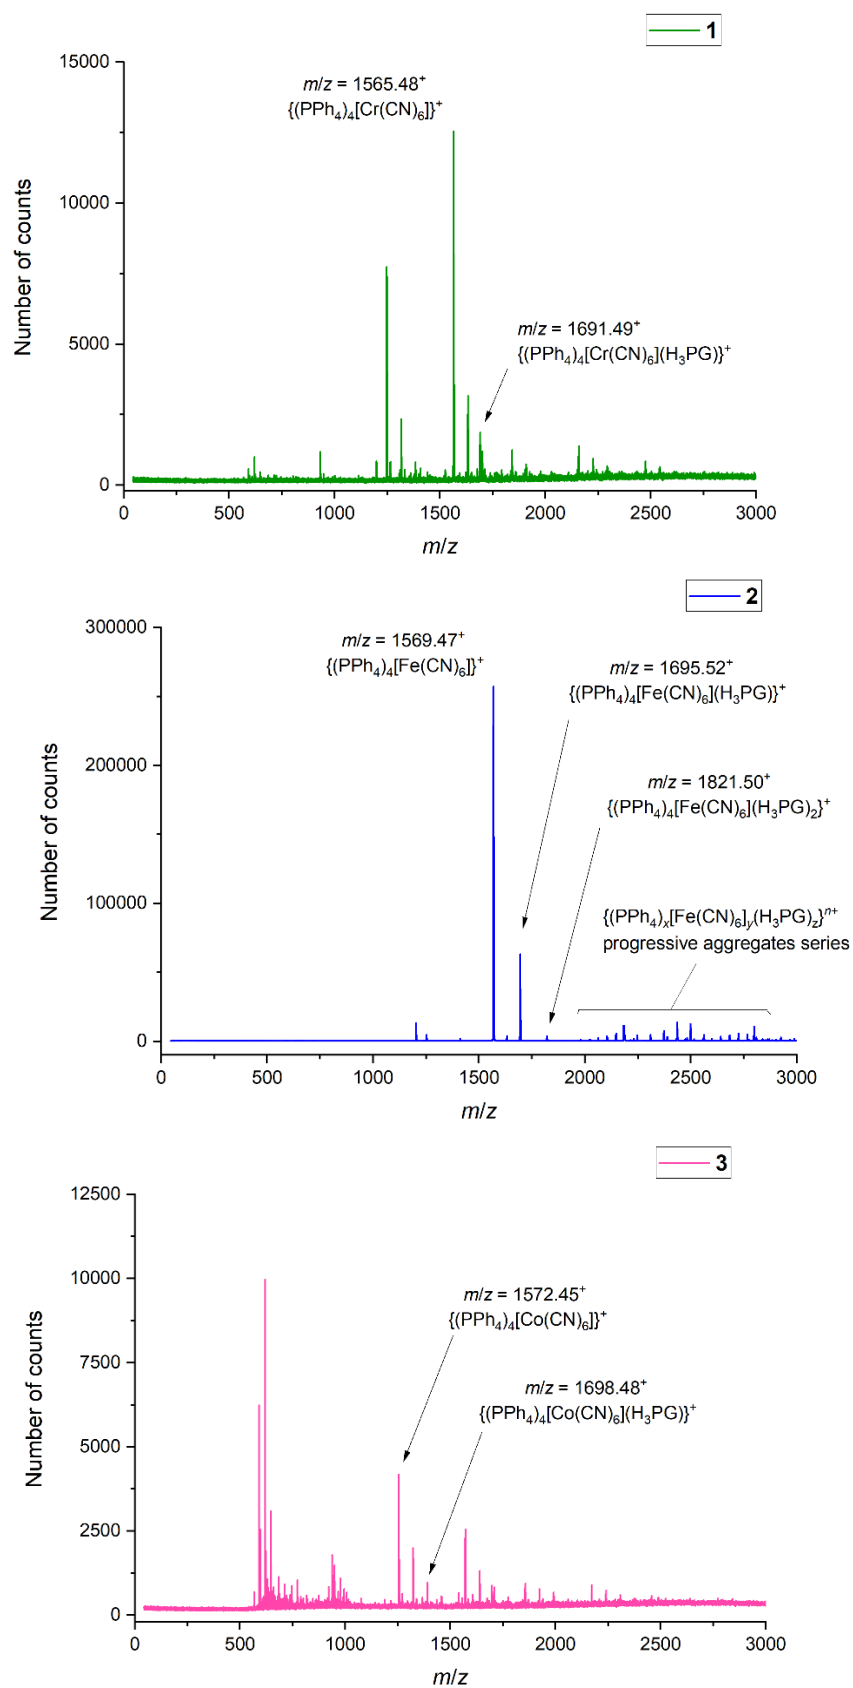 1
15000
10000
5000
0
Number of counts
m/z = 1565.48⁺
{(PPh₄)₄[Cr(CN)₆]}⁺
m/z = 1691.49⁺
{(PPh₄)₄[Cr(CN)₆](H₃PG)}⁺
0 500 1000 1500 2000 2500 3000
m/z
2
300000
200000
100000
0
Number of counts
m/z = 1569.47⁺
{(PPh₄)₄[Fe(CN)₆]}⁺
m/z = 1695.52⁺
{(PPh₄)₄[Fe(CN)₆](H₃PG)}⁺
m/z = 1821.50⁺
{(PPh₄)₄[Fe(CN)₆](H₃PG)₂}⁺
{(PPh₄)ₓ[Fe(CN)₆]ᵧ(H₃PG)z}ⁿ⁺
progressive aggregates series
0 500 1000 1500 2000 2500 3000
m/z
3
12500
10000
7500
5000
2500
0
Number of counts
m/z = 1572.45⁺
{(PPh₄)₄[Co(CN)₆]}⁺
m/z = 1698.48⁺
{(PPh₄)₄[Co(CN)₆](H₃PG)}⁺
0 500 1000 1500 2000 2500 3000
m/z